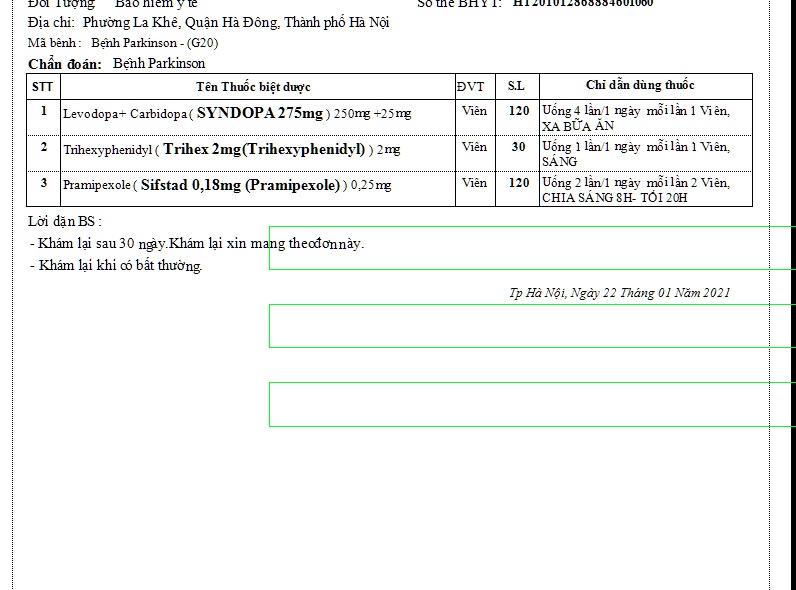 Đối Tượng Bảo hiểm y tế Số thẻ BHYT: HT2010128688846010​60
Địa chỉ: Phường La Khê, Quận Hà Đông, Thành phố Hà Nội
Mã bệnh: Bệnh Parkinson - (G20)
Chẩn đoán: Bệnh Parkinson
STT Tên Thuốc biệt dược ĐVT S.L Chỉ dẫn dùng thuốc
1 Levodopa+ Carbidopa ( SYNDOPA 275mg ) 250mg +25mg Viên 120 Uống 4 lần/1 ngày mỗi lần 1 Viên,
XA BỮA ĂN
2 Trihexyphenidyl ( Trihex 2mg(Trihexyphenidyl) ) 2mg Viên 30 Uống 1 lần/1 ngày mỗi lần 1 Viên,
SÁNG
3 Pramipexole ( Sifstad 0,18mg (Pramipexole) ) 0,25mg Viên 120 Uống 2 lần/1 ngày mỗi lần 2 Viên,
CHIA SÁNG 8H- TỐI 20H
Lời dặn BS :
- Khám lại sau 30 ngày.Khám lại xin mang theo đơn này.
- Khám lại khi có bất thường.
Tp Hà Nội, Ngày 22 Tháng 01 Năm 2021